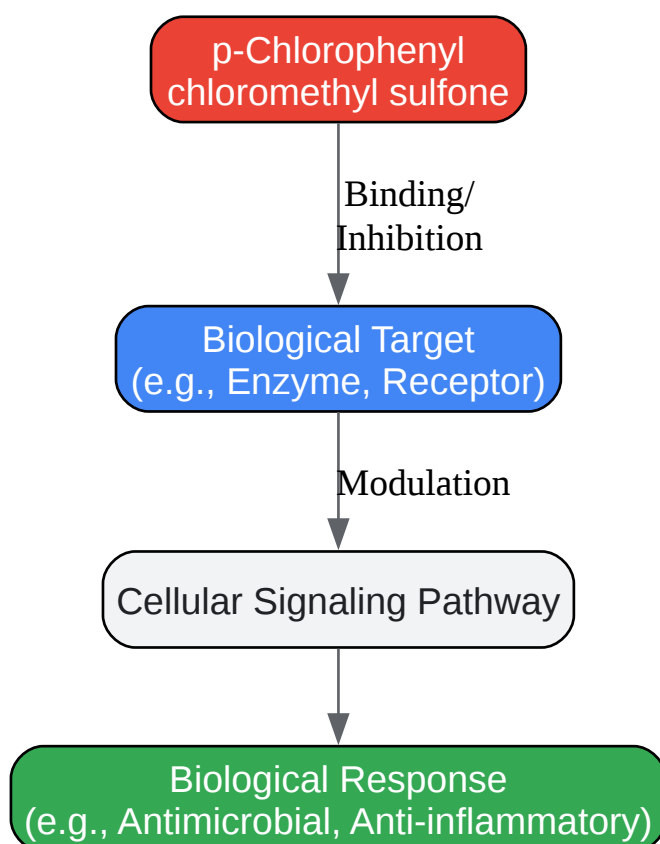 p-Chlorophenyl
chloromethyl sulfone
Binding/
Inhibition
Biological Target
(e.g., Enzyme, Receptor)
Modulation
Cellular Signaling Pathway
Biological Response
(e.g., Antimicrobial, Anti-inflammatory)